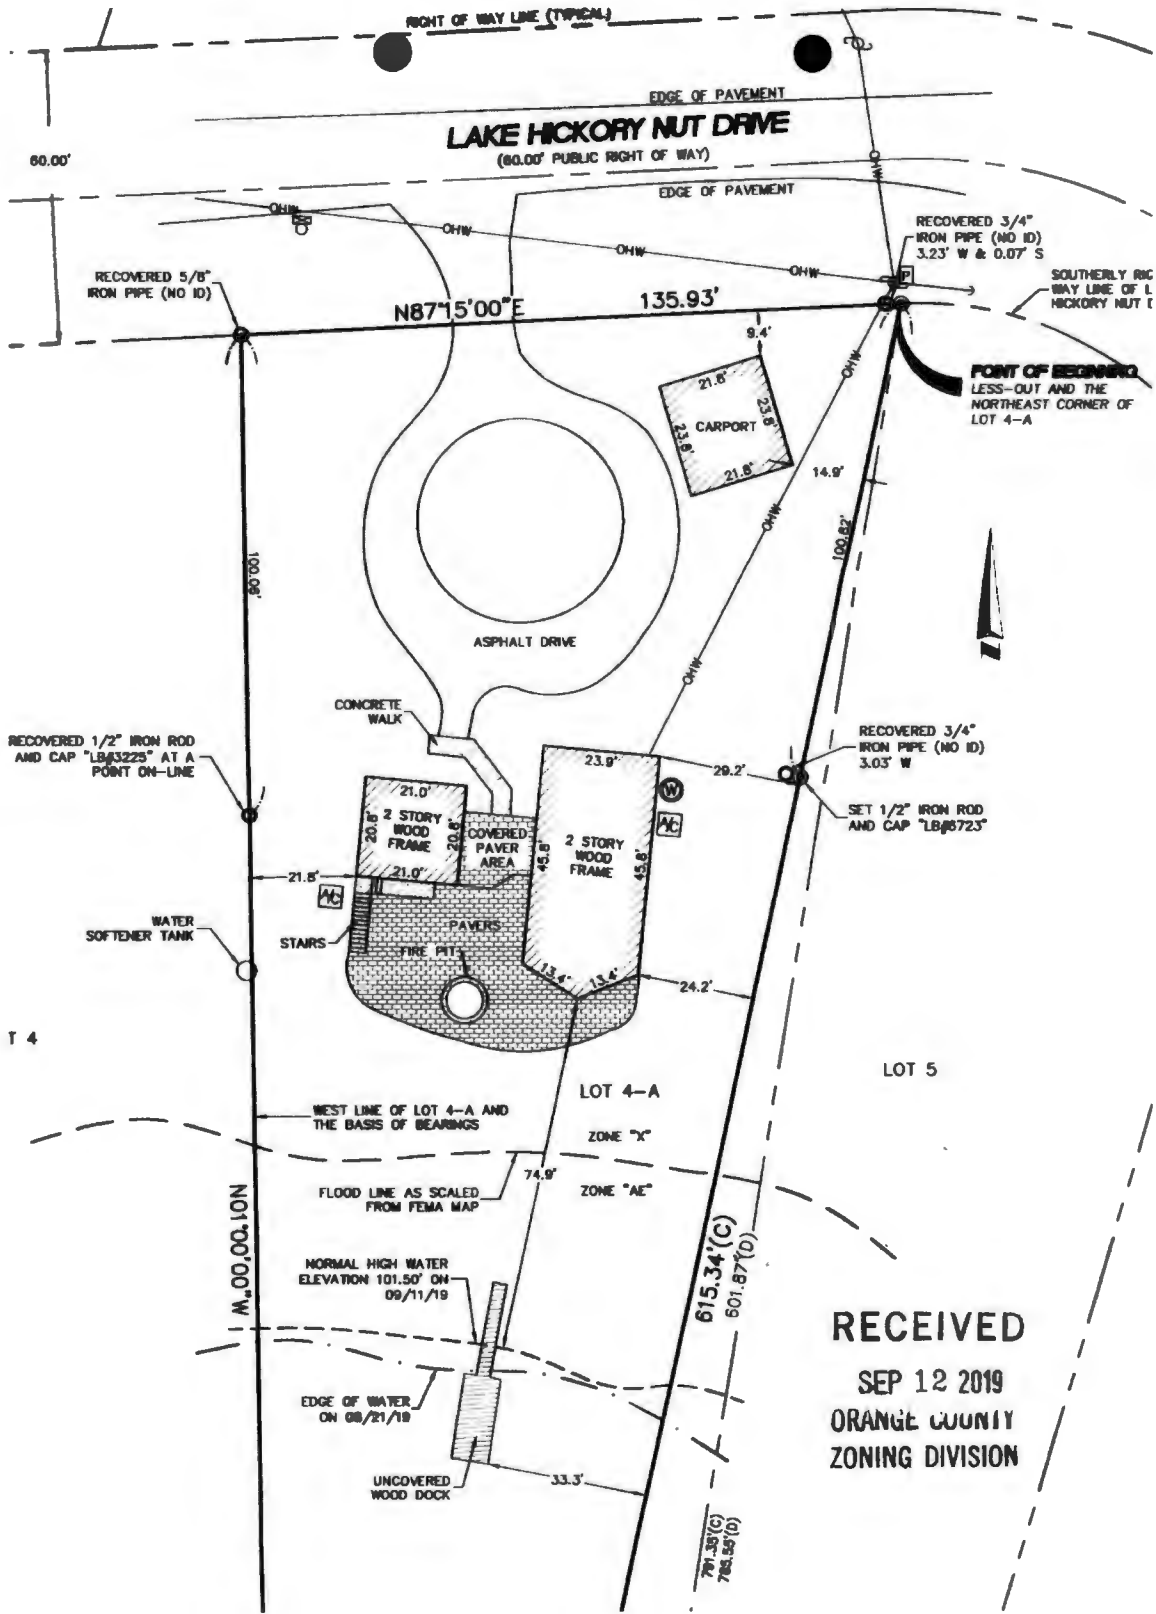 RIGHT OF WAY LINE (TYPICAL)
EDGE OF PAVEMENT
LAKE HICKORY NUT DRIVE
(60.00' PUBLIC RIGHT OF WAY)
60.00'
EDGE OF PAVEMENT
OHW
OHW
OHW
OHW
OHW
RECOVERED 3/4"
IRON PIPE (NO ID)
3.23' W & 0.07' S
P
RECOVERED 5/8"
IRON PIPE (NO ID)
SOUTHERLY RIG
WAY LINE OF L
HICKORY NUT D
N87°15'00"E
135.93'
9.4'
OHW
POINT OF BEGINNING
LESS-OUT AND THE
NORTHEAST CORNER OF
LOT 4-A
21.8'
23.8'
CARPORT
23.8'
21.8'
14.9'
OHW
100.62'
100.06'
ASPHALT DRIVE
OHW
CONCRETE
WALK
RECOVERED 1/2" IRON ROD
AND CAP "LB#3225" AT A
POINT ON-LINE
RECOVERED 3/4"
IRON PIPE (NO ID)
3.03' W
23.9'
29.2'
W
A/C
SET 1/2" IRON ROD
AND CAP "LB#6723"
21.0'
2 STORY
WOOD
FRAME
20.8'
20.8'
21.0'
COVERED
PAVER
AREA
45.8'
2 STORY
WOOD
FRAME
45.8'
21.8'
A/C
WATER
SOFTENER TANK
STAIRS
PAVERS
FIRE PIT
13.4'
13.4'
24.2'
T 4
LOT 5
LOT 4-A
WEST LINE OF LOT 4-A AND
THE BASIS OF BEARINGS
ZONE "X"
74.9'
ZONE "AE"
FLOOD LINE AS SCALED
FROM FEMA MAP
N01°00'00"W
615.34'(C)
601.87'(D)
NORMAL HIGH WATER
ELEVATION 101.50' ON
09/11/19
RECEIVED
SEP 12 2019
ORANGE COUNTY
ZONING DIVISION
EDGE OF WATER
ON 08/21/19
UNCOVERED
WOOD DOCK
33.3'
791.35'(C)
785.55'(D)